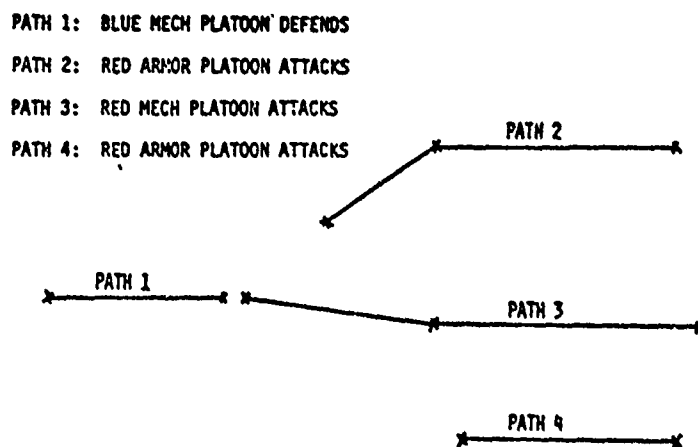 PATH 1: BLUE MECH PLATOON DEFENDS
PATH 2: RED ARMOR PLATOON ATTACKS
PATH 3: RED MECH PLATOON ATTACKS
PATH 4: RED ARMOR PLATOON ATTACKS
PATH 2
PATH 1
PATH 3
PATH 4